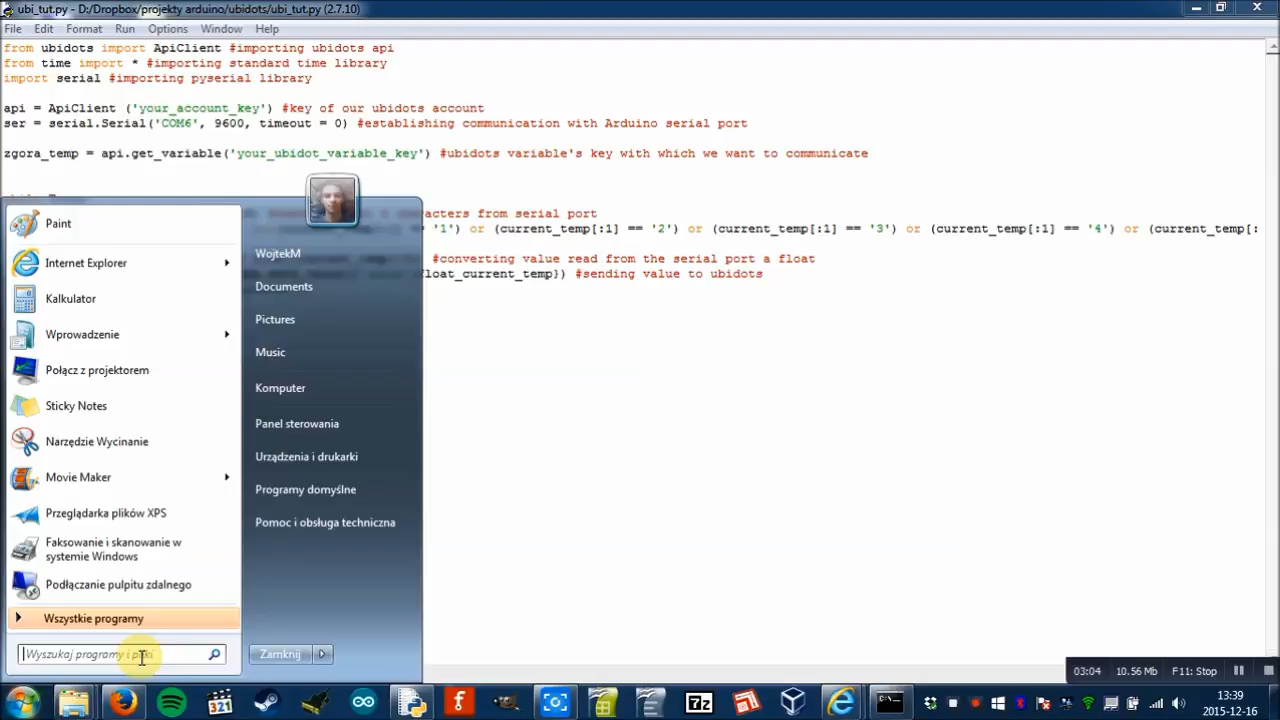 ubi_tut.py - D:/Dropbox/projekty arduino/ubidots/ubi_tut.py (2.7.10)
File Edit Format Run Options Window Help
from ubidots import ApiClient #importing ubidots api
from time import * #importing standard time library
import serial #importing pyserial library
api = ApiClient ('your_account_key') #key of our ubidots account
ser = serial.Serial('COM6', 9600, timeout = 0) #establishing communication with Arduino serial port
zgora_temp = api.get_variable('your_ubidot_variable_key') #ubidots variable's key with which we want to communicate
characters from serial port
== '1') or (current_temp[:1] == '2') or (current_temp[:1] == '3') or (current_temp[:1] == '4') or (current_temp[:
#converting value read from the serial port a float
float_current_temp}) #sending value to ubidots
Paint
Internet Explorer
Kalkulator
Wprowadzenie
Połącz z projektorem
Sticky Notes
Narzędzie Wycinanie
Movie Maker
Przeglądarka plików XPS
Faksowanie i skanowanie w
systemie Windows
Podłączanie pulpitu zdalnego
Wszystkie programy
Wyszukaj programy i pliki
WojtekM
Documents
Pictures
Music
Komputer
Panel sterowania
Urządzenia i drukarki
Programy domyślne
Pomoc i obsługa techniczna
Zamknij
03:04 10.56 Mb F11: Stop
321
7z
13:39
2015-12-16